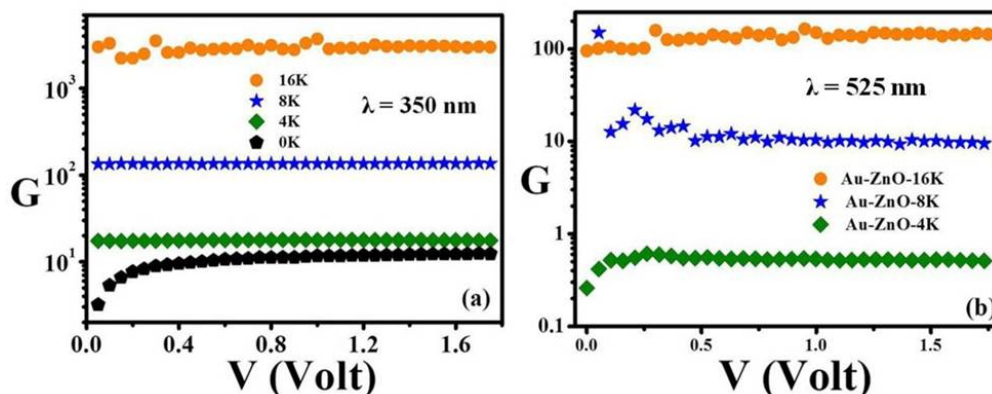 10³
10²
10¹
G
16K
8K
4K
0K
λ = 350 nm
(a)
0.0 0.4 0.8 1.2 1.6
V (Volt)
100
10
1
0.1
G
λ = 525 nm
Au-ZnO-16K
Au-ZnO-8K
Au-ZnO-4K
(b)
0.0 0.5 1.0 1.5
V (Volt)